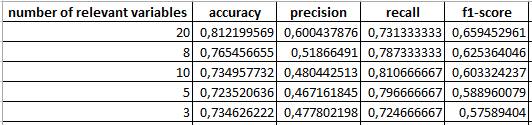 number of relevant variables accuracy precision recall f1-score
20 0,812199569 0,600437876 0,731333333 0,659452961
8 0,765456655 0,51866491 0,787333333 0,625364046
10 0,734957732 0,480442513 0,810666667 0,603324237
5 0,723520636 0,467161845 0,796666667 0,588960079
3 0,734626222 0,477802198 0,724666667 0,57589404